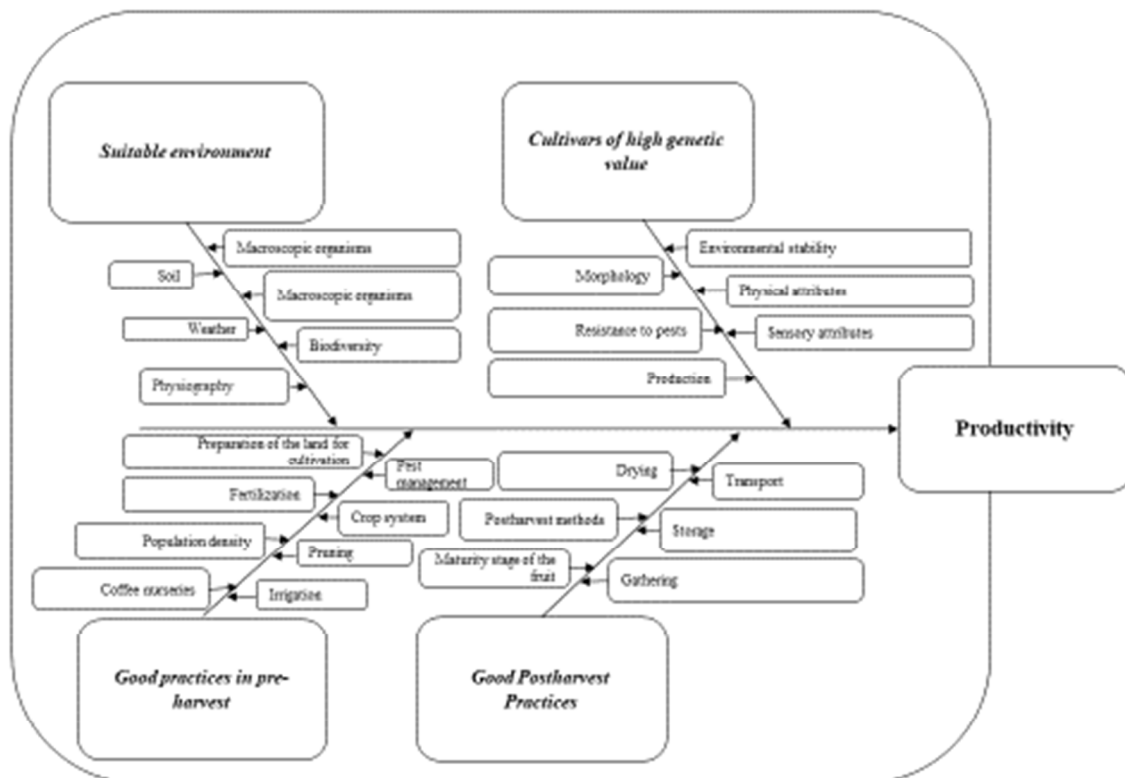 Suitable environment
Cultivars of high genetic
value
Macroscopic organisms
Soil
Macroscopic organisms
Weather
Biodiversity
Physiography
Environmental stability
Morphology
Physical attributes
Resistance to pests
Sensory attributes
Production
Productivity
Preparation of the land for
cultivation
Pest
management
Fertilization
Crop system
Population density
Pruning
Coffee nurseries
Irrigation
Drying
Transport
Postharvest methods
Storage
Maturity stage of the
fruit
Gathering
Good practices in pre-
harvest
Good Postharvest
Practices